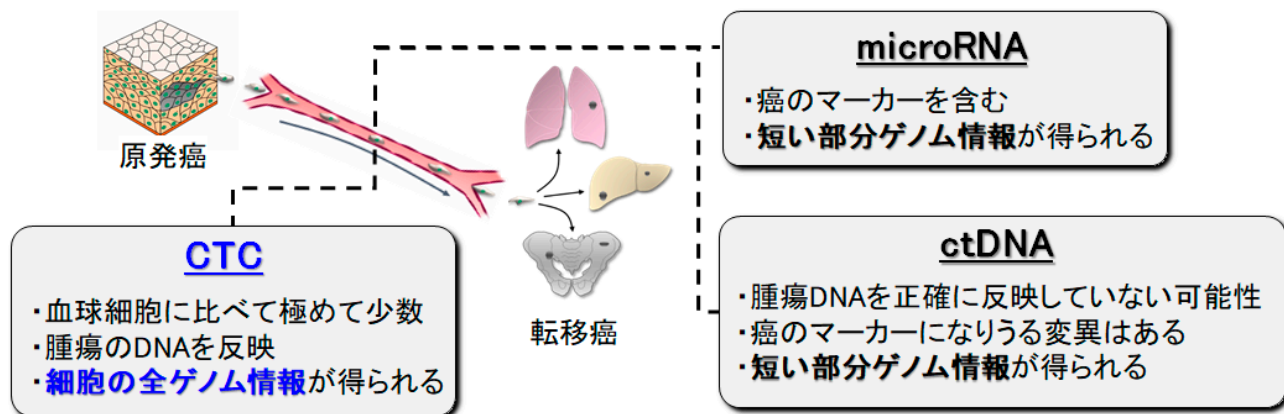 原発癌
転移癌
CTC
・血球細胞に比べて極めて少数
・腫瘍のDNAを反映
・細胞の全ゲノム情報が得られる
microRNA
・癌のマーカーを含む
・短い部分ゲノム情報が得られる
ctDNA
・腫瘍DNAを正確に反映していない可能性
・癌のマーカーになりうる変異はある
・短い部分ゲノム情報が得られる